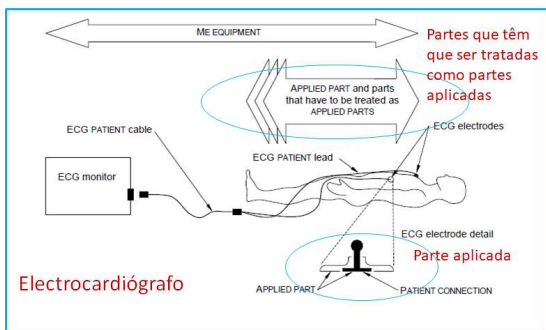 ME EQUIPMENT
Partes que têm
que ser tratadas
como partes
aplicadas
APPLIED PART and parts
that have to be treated as
APPLIED PARTS
ECG PATIENT cable
ECG electrodes
ECG PATIENT lead
ECG monitor
ECG electrode detail
Parte aplicada
Electrocardiógrafo
APPLIED PART
PATIENT CONNECTION